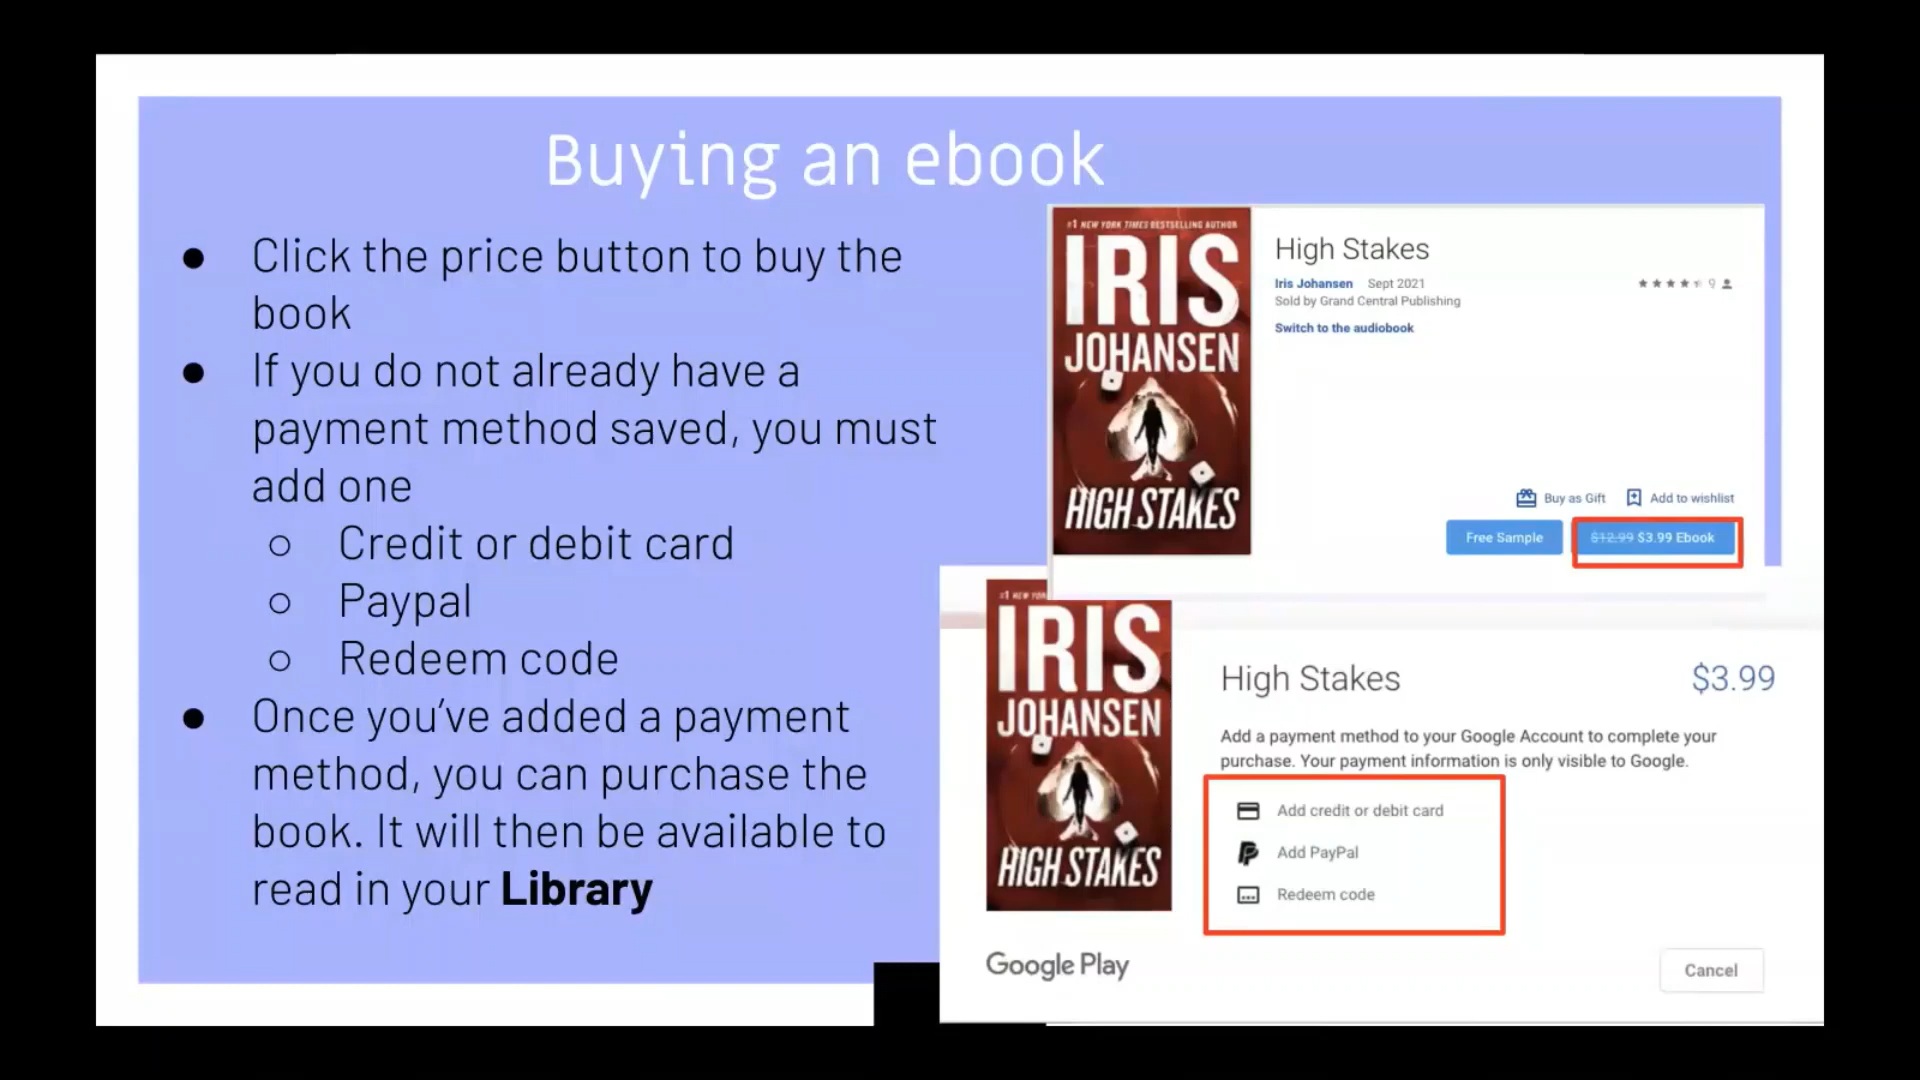 Buying an ebook
● Click the price button to buy the
book
● If you do not already have a
payment method saved, you must
add one
○ Credit or debit card
○ Paypal
○ Redeem code
● Once you've added a payment
method, you can purchase the
book. It will then be available to
read in your Library
#1 NEW YORK TIMES BESTSELLING AUTHOR
IRIS
JOHANSEN
HIGH STAKES
High Stakes
Iris Johansen Sept 2021
Sold by Grand Central Publishing
Switch to the audiobook
9
Buy as Gift Add to wishlist
Free Sample $12.99 $3.99 Ebook
#1 NEW YOR
IRIS
JOHANSEN
HIGH STAKES
High Stakes $3.99
Add a payment method to your Google Account to complete your
purchase. Your payment information is only visible to Google.
Add credit or debit card
Add PayPal
Redeem code
Google Play
Cancel